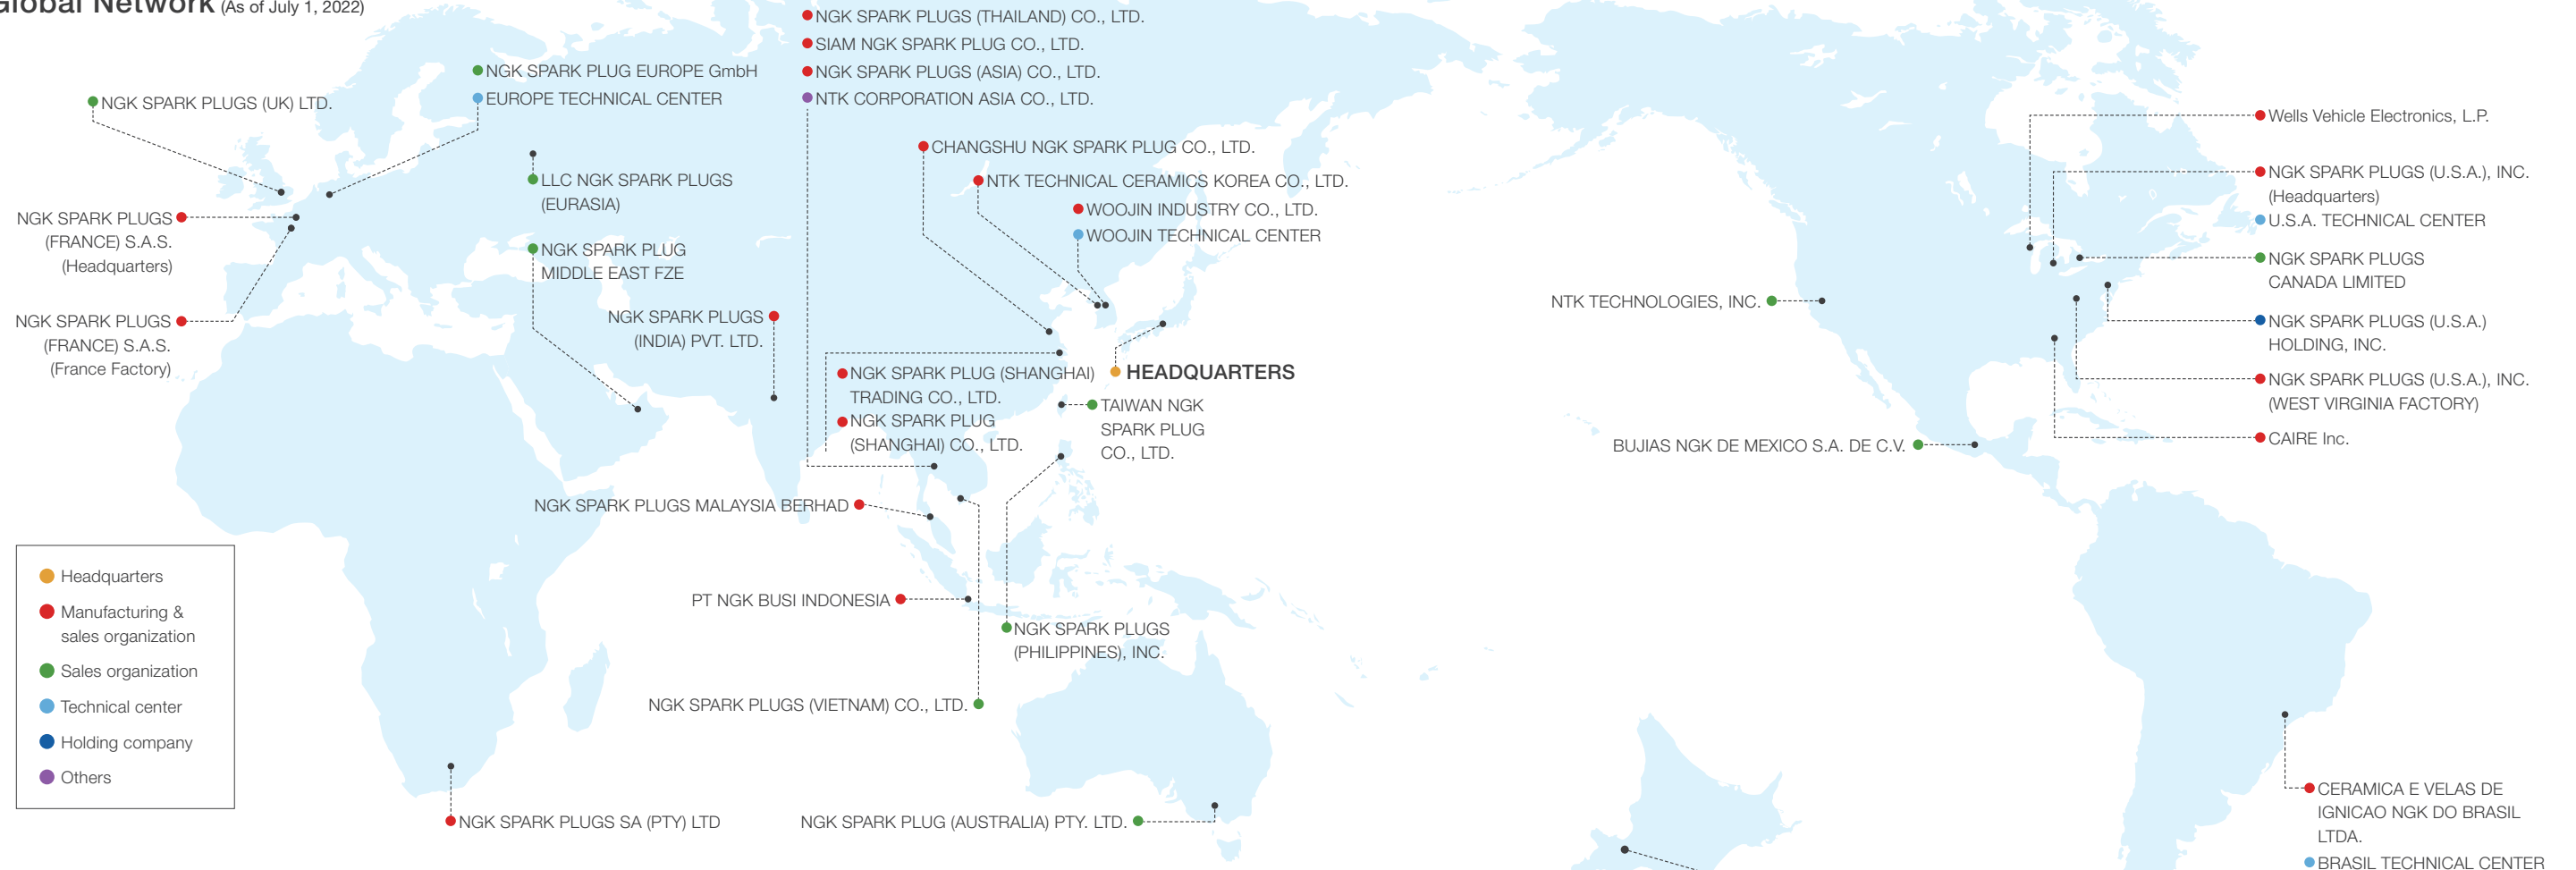 Global Network (As of July 1, 2022)
NGK SPARK PLUGS (UK) LTD.
NGK SPARK PLUG EUROPE GmbH
EUROPE TECHNICAL CENTER
NGK SPARK PLUGS
(FRANCE) S.A.S.
(Headquarters)
NGK SPARK PLUGS
(FRANCE) S.A.S.
(France Factory)
LLC NGK SPARK PLUGS
(EURASIA)
NGK SPARK PLUG
MIDDLE EAST FZE
NGK SPARK PLUGS
(INDIA) PVT. LTD.
NGK SPARK PLUGS (THAILAND) CO., LTD.
SIAM NGK SPARK PLUG CO., LTD.
NGK SPARK PLUGS (ASIA) CO., LTD.
NTK CORPORATION ASIA CO., LTD.
CHANGSHU NGK SPARK PLUG CO., LTD.
NTK TECHNICAL CERAMICS KOREA CO., LTD.
WOOJIN INDUSTRY CO., LTD.
WOOJIN TECHNICAL CENTER
NGK SPARK PLUG (SHANGHAI)
TRADING CO., LTD.
NGK SPARK PLUG
(SHANGHAI) CO., LTD.
HEADQUARTERS
TAIWAN NGK
SPARK PLUG
CO., LTD.
NGK SPARK PLUGS MALAYSIA BERHAD
PT NGK BUSI INDONESIA
NGK SPARK PLUGS
(PHILIPPINES), INC.
NGK SPARK PLUGS (VIETNAM) CO., LTD.
NGK SPARK PLUGS SA (PTY) LTD
NGK SPARK PLUG (AUSTRALIA) PTY. LTD.
Headquarters
Manufacturing &
sales organization
Sales organization
Technical center
Holding company
Others
NTK TECHNOLOGIES, INC.
BUJIAS NGK DE MEXICO S.A. DE C.V.
Wells Vehicle Electronics, L.P.
NGK SPARK PLUGS (U.S.A.), INC.
(Headquarters)
U.S.A. TECHNICAL CENTER
NGK SPARK PLUGS
CANADA LIMITED
NGK SPARK PLUGS (U.S.A.)
HOLDING, INC.
NGK SPARK PLUGS (U.S.A.), INC.
(WEST VIRGINIA FACTORY)
CAIRE Inc.
CERAMICA E VELAS DE
IGNICAO NGK DO BRASIL
LTDA.
BRASIL TECHNICAL CENTER